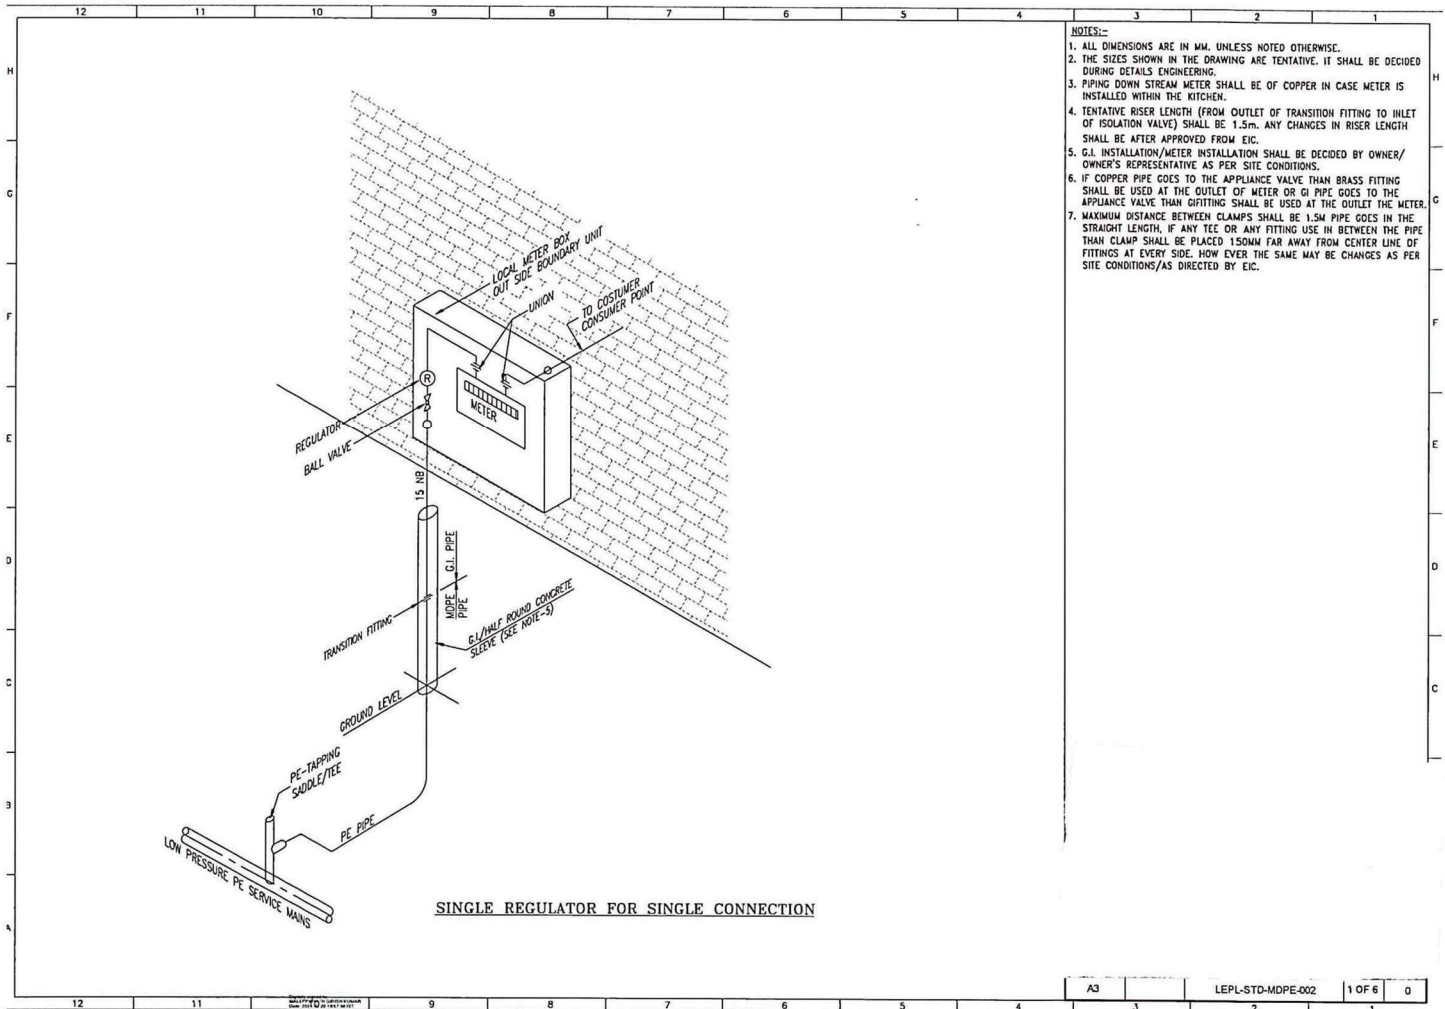 12 11 10 9 8 7 6 5 4 3 2 1
NOTES:-
1. ALL DIMENSIONS ARE IN MM. UNLESS NOTED OTHERWISE.
2. THE SIZES SHOWN IN THE DRAWING ARE TENTATIVE. IT SHALL BE DECIDED
DURING DETAILS ENGINEERING.
3. PIPING DOWN STREAM METER SHALL BE OF COPPER IN CASE METER IS
INSTALLED WITHIN THE KITCHEN.
4. TENTATIVE RISER LENGTH (FROM OUTLET OF TRANSITION FITTING TO INLET
OF ISOLATION VALVE) SHALL BE 1.5m. ANY CHANGES IN RISER LENGTH
SHALL BE AFTER APPROVED FROM EIC.
5. G.I. INSTALLATION/METER INSTALLATION SHALL BE DECIDED BY OWNER/
OWNER'S REPRESENTATIVE AS PER SITE CONDITIONS.
6. IF COPPER PIPE GOES TO THE APPLIANCE VALVE THAN BRASS FITTING
SHALL BE USED AT THE OUTLET OF METER OR GI PIPE GOES TO THE
APPLIANCE VALVE THAN GIFITTING SHALL BE USED AT THE OUTLET THE METER.
7. MAXIMUM DISTANCE BETWEEN CLAMPS SHALL BE 1.5M PIPE GOES IN THE
STRAIGHT LENGTH, IF ANY TEE OR ANY FITTING USE IN BETWEEN THE PIPE
THAN CLAMP SHALL BE PLACED 150MM FAR AWAY FROM CENTER LINE OF
FITTINGS AT EVERY SIDE. HOW EVER THE SAME MAY BE CHANGES AS PER
SITE CONDITIONS/AS DIRECTED BY EIC.
H H
G G
F F
E E
D D
C C
B
A
LOCAL METER BOX
OUT SIDE BOUNDARY UNIT
UNION
TO COSTUMER
CONSUMER POINT
R
METER
REGULATOR
BALL VALVE
15 NB
G.I. PIPE
MDPE
PIPE
TRANSITION FITTING
G.I./HALF ROUND CONCRETE
SLEEVE (SEE NOTE-5)
GROUND LEVEL
PE-TAPPING
SADDLE/TEE
PE PIPE
LOW PRESSURE PE SERVICE MAINS
SINGLE REGULATOR FOR SINGLE CONNECTION
A3 LEPL-STD-MDPE-002 1 OF 6 0
12 11 9 8 7 6 5 4 3 2 1